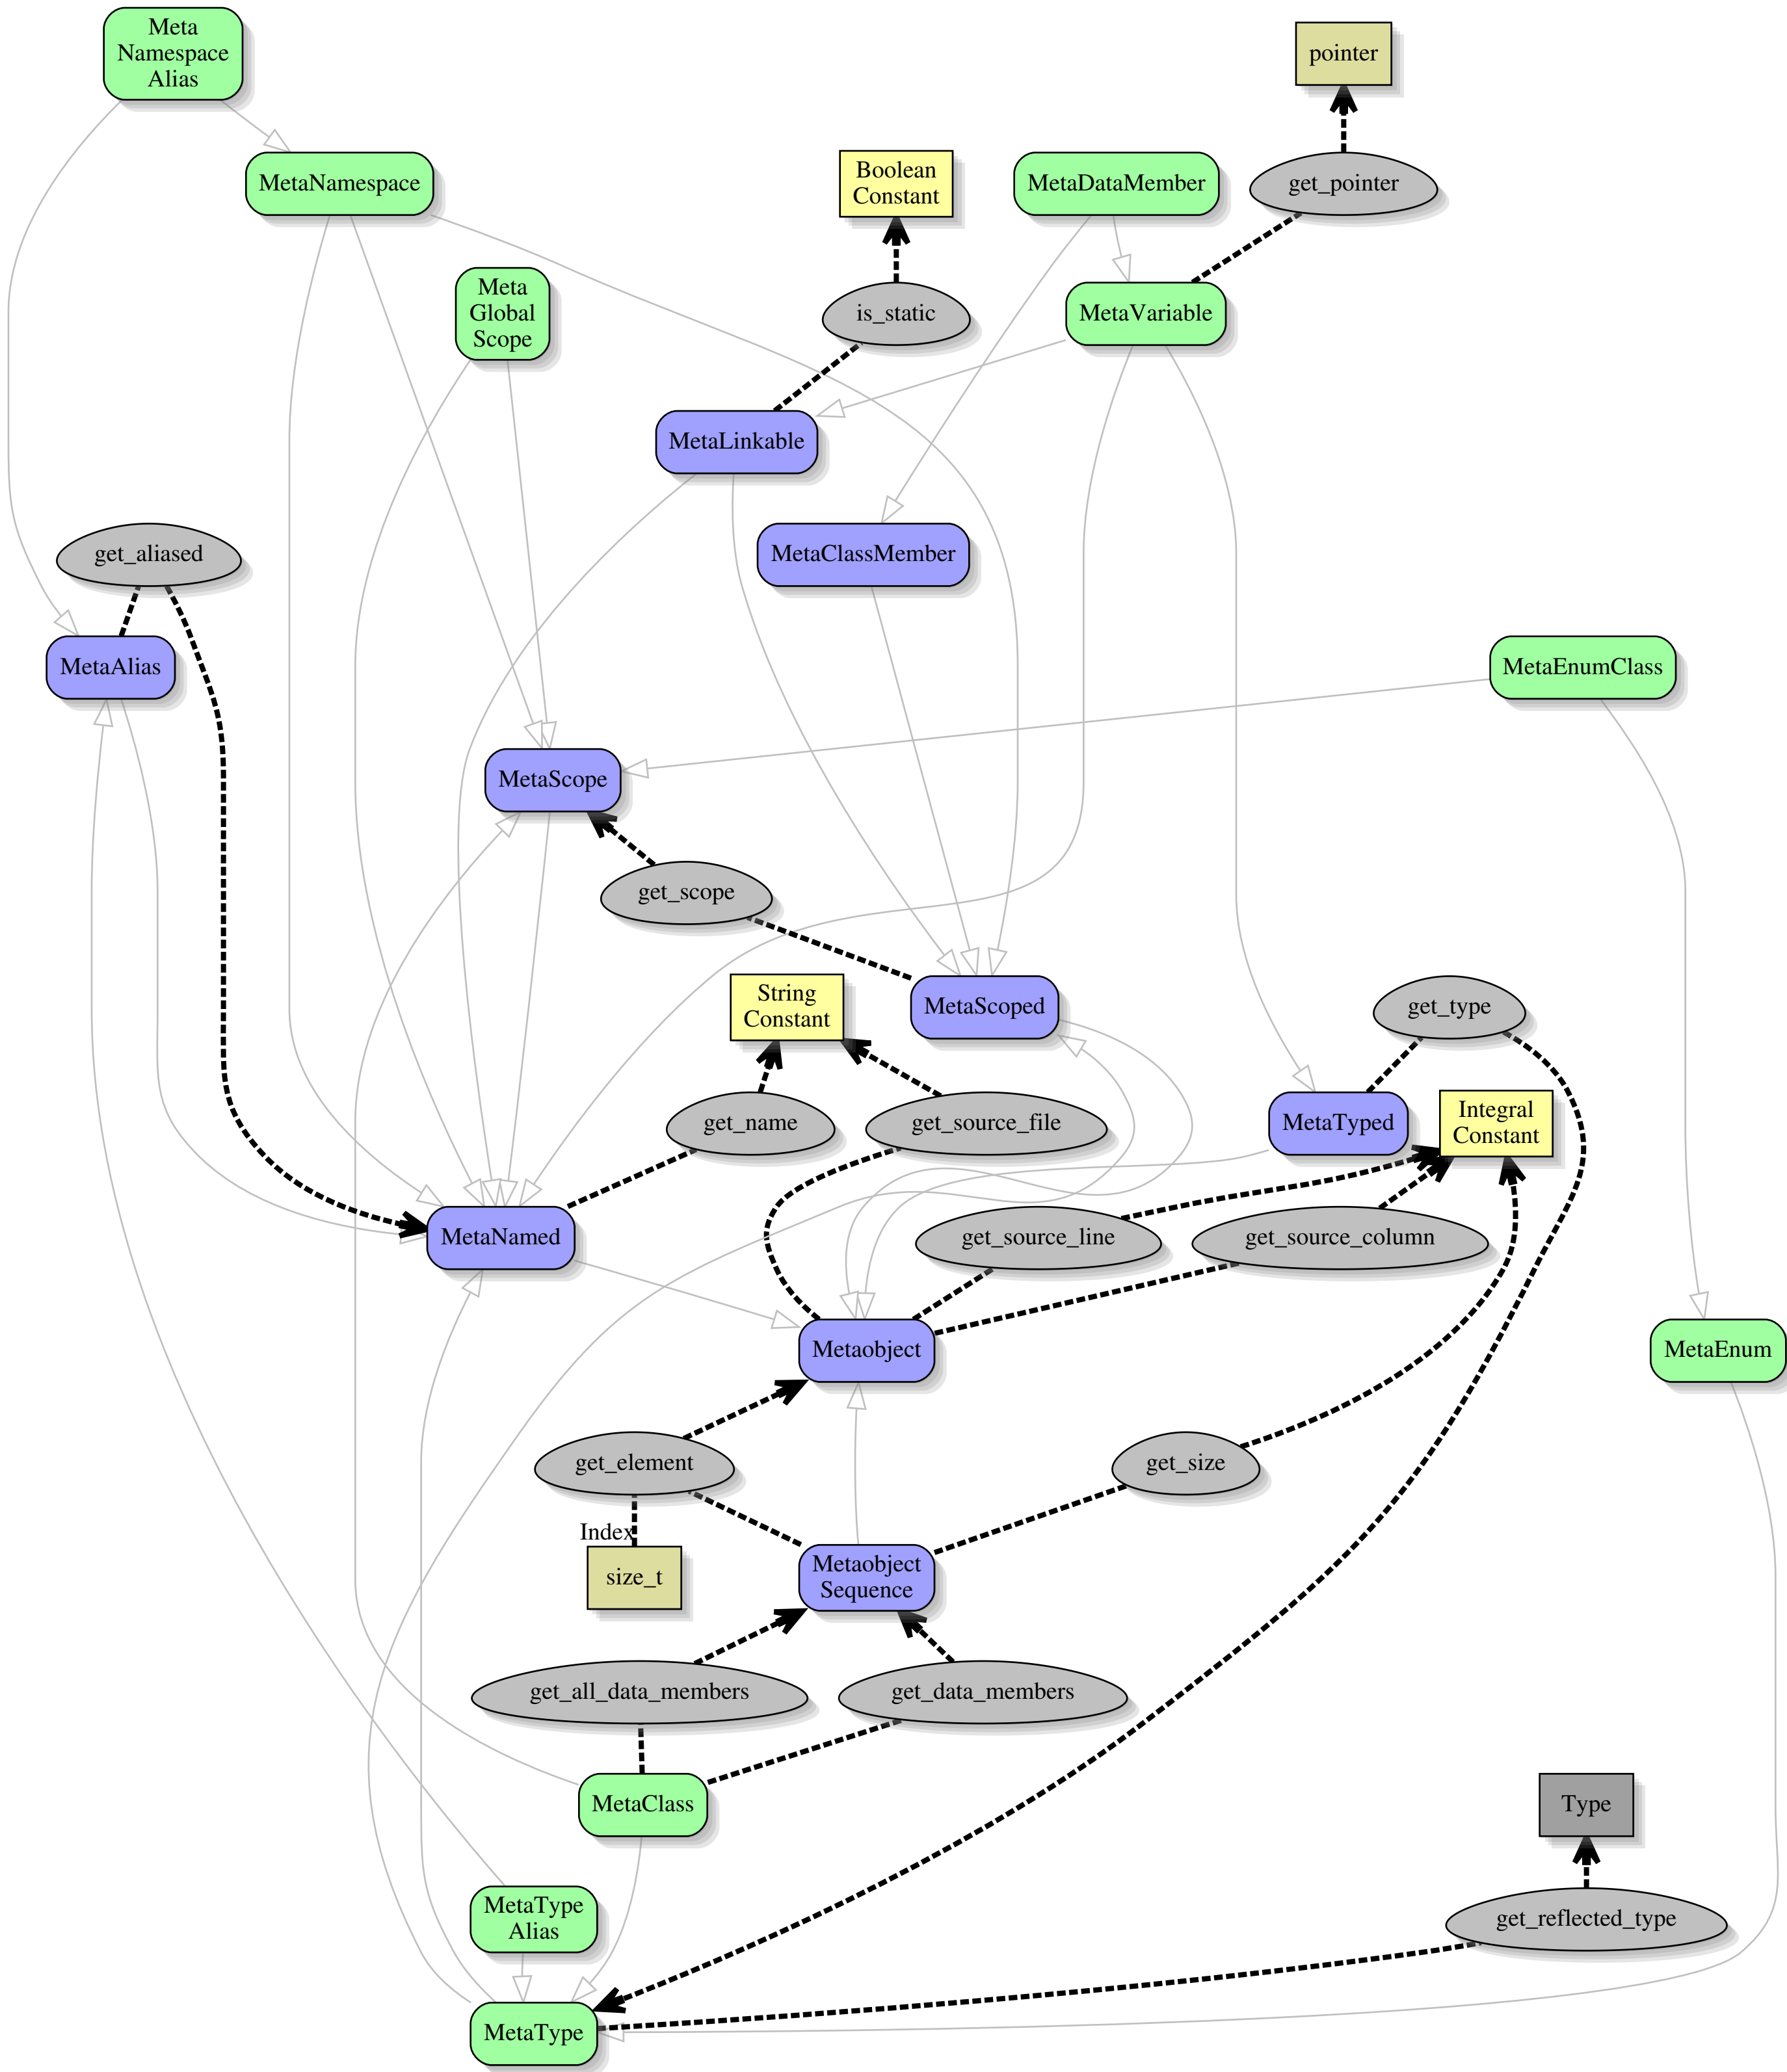 Meta
Namespace
Alias
pointer
MetaNamespace
Boolean
Constant
MetaDataMember
get_pointer
Meta
Global
Scope
is_static
MetaVariable
MetaLinkable
get_aliased
MetaClassMember
MetaAlias
MetaEnumClass
MetaScope
get_scope
String
Constant
MetaScoped
get_type
get_name
get_source_file
MetaTyped
Integral
Constant
MetaNamed
get_source_line
get_source_column
Metaobject
MetaEnum
get_element
get_size
Index
size_t
Metaobject
Sequence
get_all_data_members
get_data_members
MetaClass
Type
MetaType
Alias
get_reflected_type
MetaType